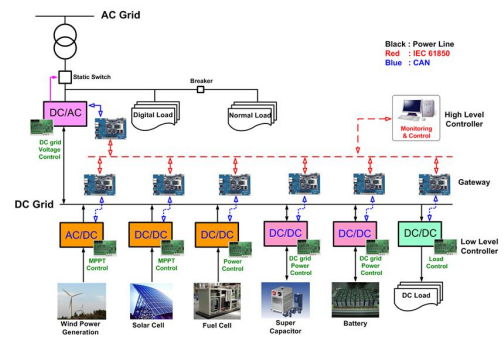 AC Grid
Black : Power Line
Red : IEC 61850
Blue : CAN
Static Switch
Breaker
DC/AC
Digital Load
Normal Load
Monitoring
& Control
High Level
Controller
DC grid
Voltage
Control
Gateway
DC Grid
AC/DC
DC/DC
DC/DC
DC/DC
DC/DC
DC/DC
Low Level
Controller
MPPT
Control
MPPT
Control
Power
Control
DC grid
Power
Control
DC grid
Power
Control
Load
Control
Wind Power
Generation
Solar Cell
Fuel Cell
Super
Capacitor
Battery
DC Load